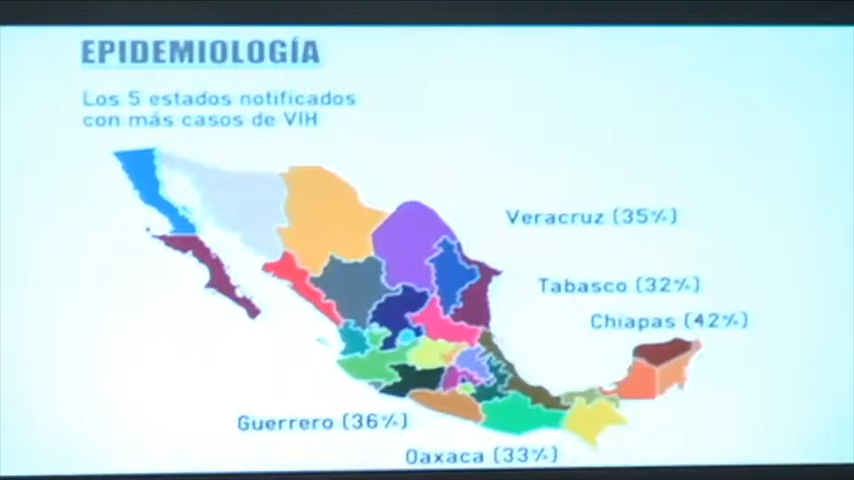 EPIDEMIOLOGÍA
Los 5 estados notificados
con más casos de VIH
Veracruz (35%)
Tabasco (32%)
Chiapas (42%)
Guerrero (36%)
Oaxaca (33%)